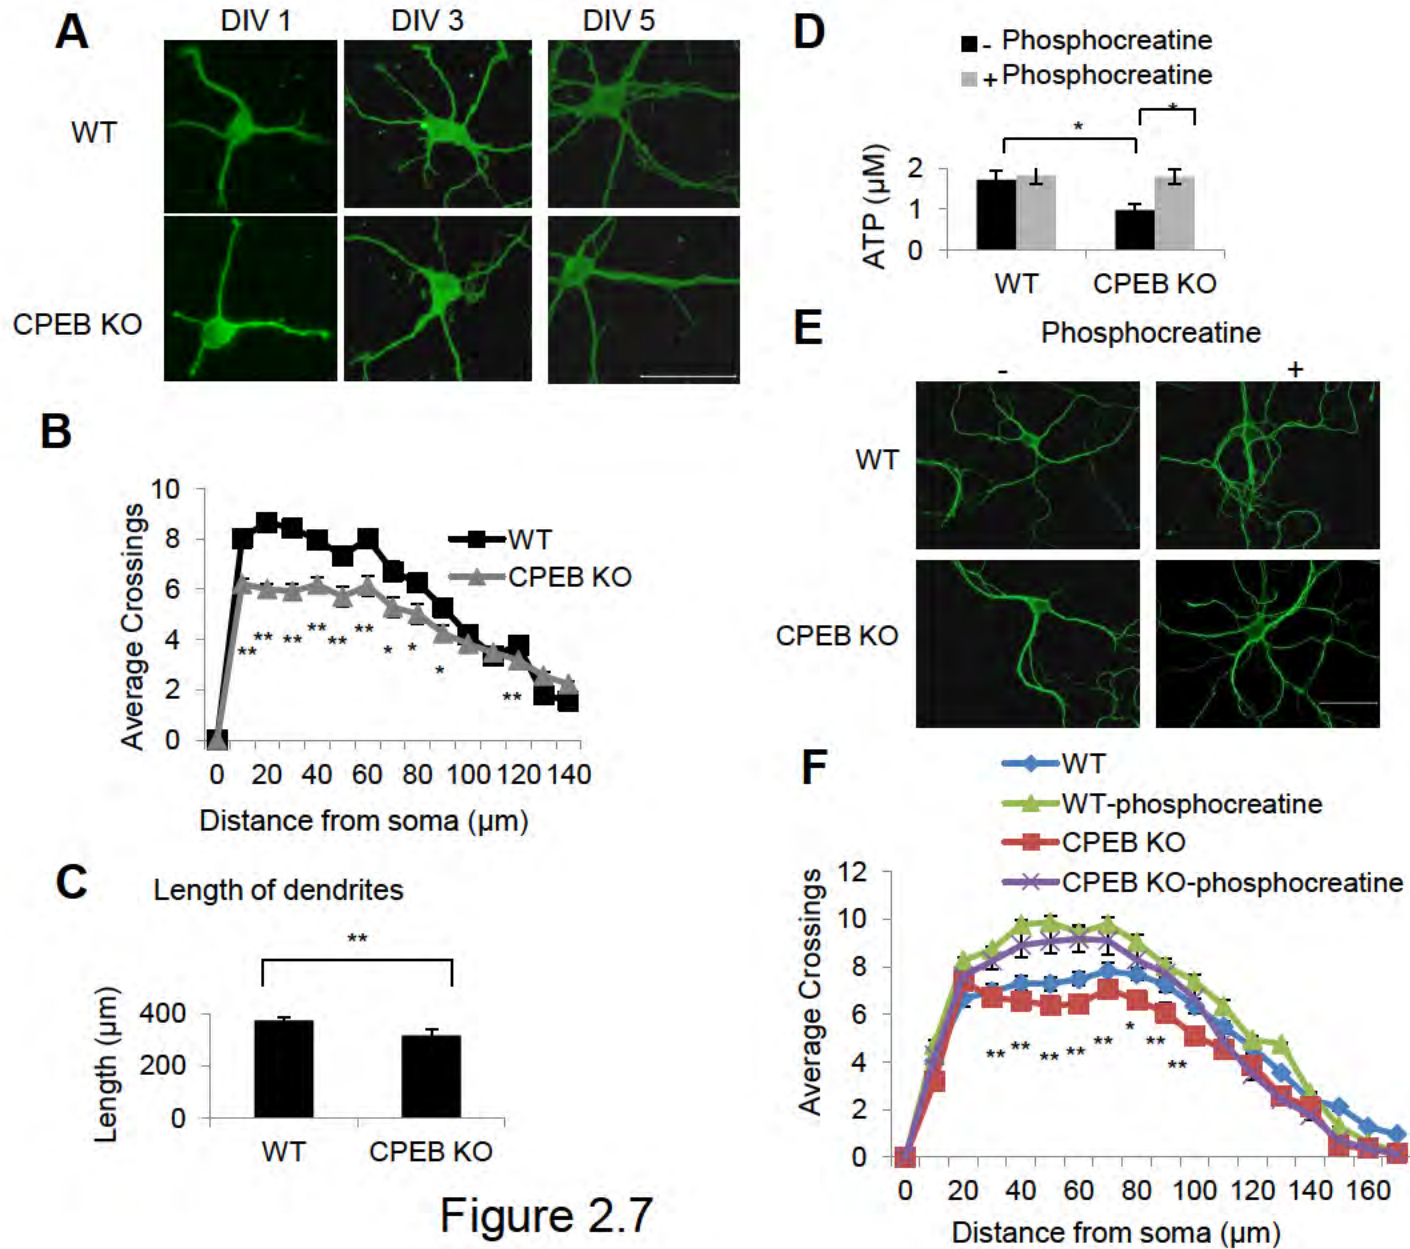 A
DIV 1 DIV 3 DIV 5
WT
CPEB KO
B
Average Crossings
10
8
6
4
2
0
WT
CPEB KO
** ** ** ** ** ** * * * **
0 20 40 60 80 100 120 140
Distance from soma (µm)
C
Length of dendrites
**
Length (µm)
400
200
0
WT CPEB KO
D
- Phosphocreatine
+ Phosphocreatine
* *
ATP (µM)
2
1
0
WT CPEB KO
E
Phosphocreatine
- +
WT
CPEB KO
F
WT
WT-phosphocreatine
CPEB KO
CPEB KO-phosphocreatine
Average Crossings
12
10
8
6
4
2
0
** ** ** ** ** * ** **
0 20 40 60 80 100 120 140 160
Distance from soma (µm)
Figure 2.7